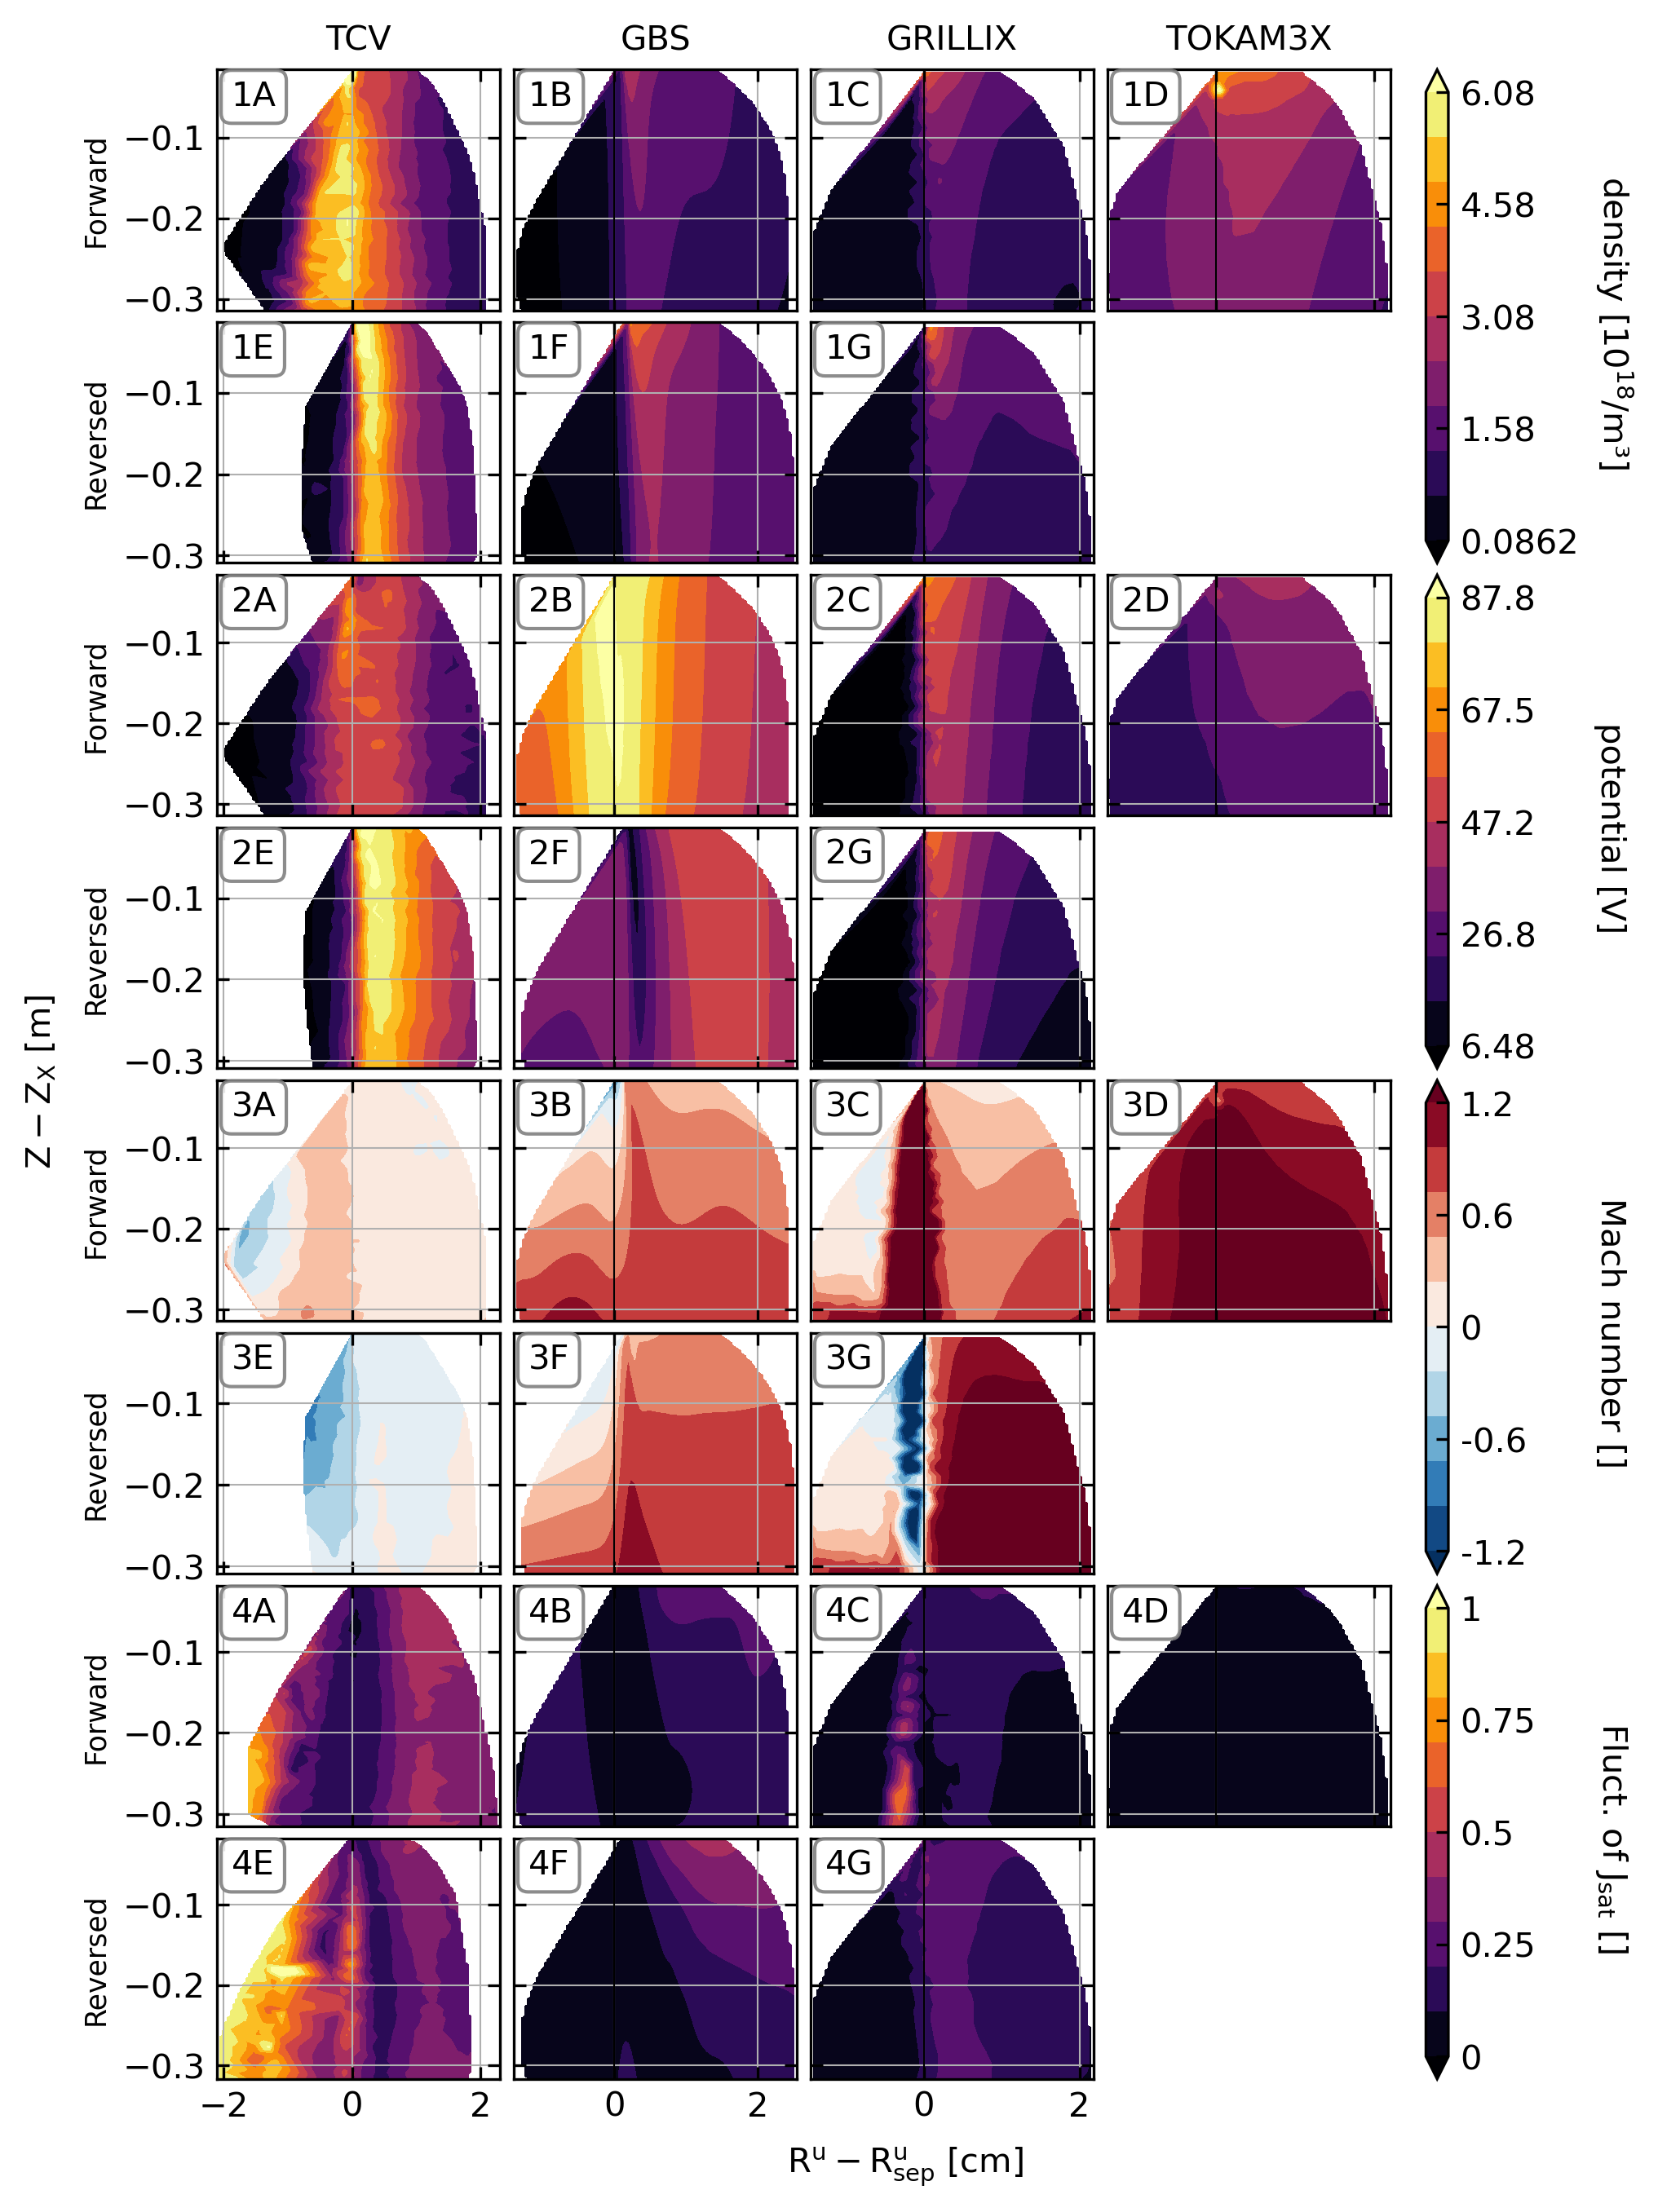 TCV GBS GRILLIX TOKAM3X
1A 1B 1C 1D
Forward
−0.1
−0.2
−0.3
1E 1F 1G
Reversed
−0.1
−0.2
−0.3
6.08
4.58
3.08
1.58
0.0862
density [10¹⁸/m³]
2A 2B 2C 2D
Forward
−0.1
−0.2
−0.3
2E 2F 2G
Reversed
−0.1
−0.2
−0.3
87.8
67.5
47.2
26.8
6.48
potential [V]
Z − Z_X [m]
3A 3B 3C 3D
Forward
−0.1
−0.2
−0.3
3E 3F 3G
Reversed
−0.1
−0.2
−0.3
1.2
0.6
0
-0.6
-1.2
Mach number []
4A 4B 4C 4D
Forward
−0.1
−0.2
−0.3
4E 4F 4G
Reversed
−0.1
−0.2
−0.3
1
0.75
0.5
0.25
0
Fluct. of J_sat []
−2 0 2 0 2 0 2
R^u − R^u_sep [cm]